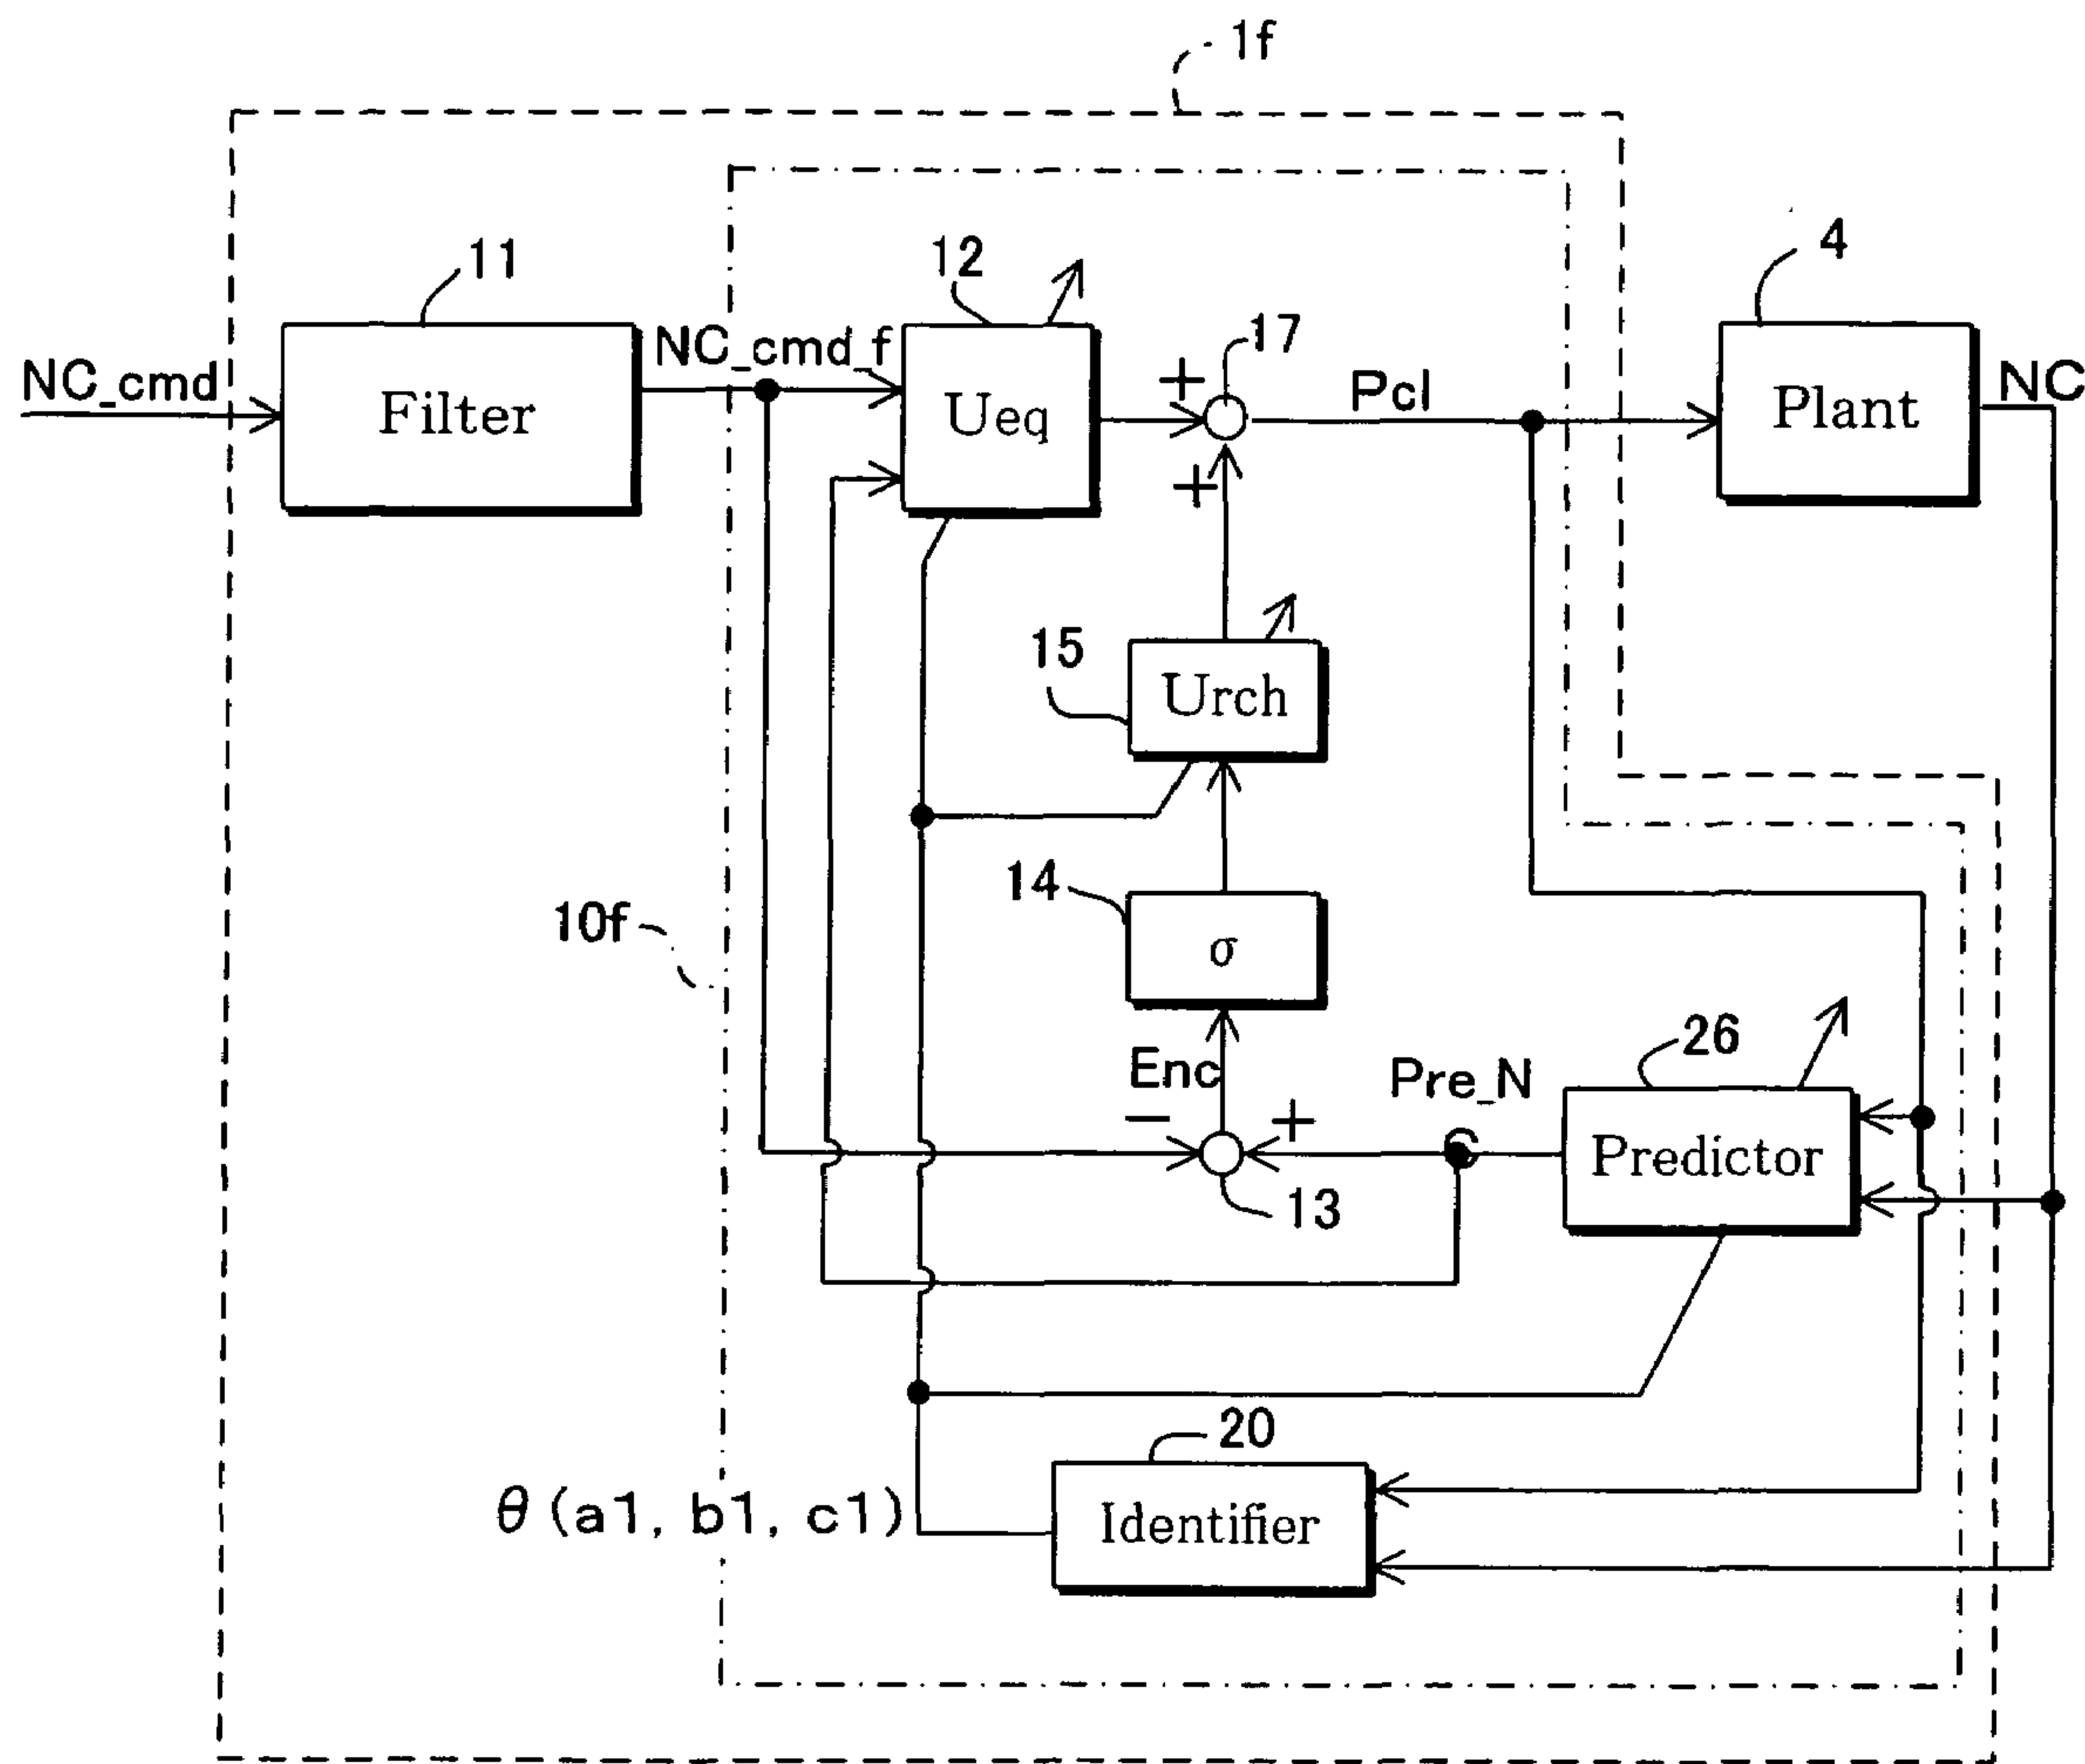 1f
11
12
17
4
NC_cmd
Filter
NC_cmd_f
Ueq
+
+
Pcl
Plant
NC
15
Urch
14
σ
10f
Enc
−
+
Pre_NC
26
Predictor
13
20
Identifier
θ (a1, b1, c1)